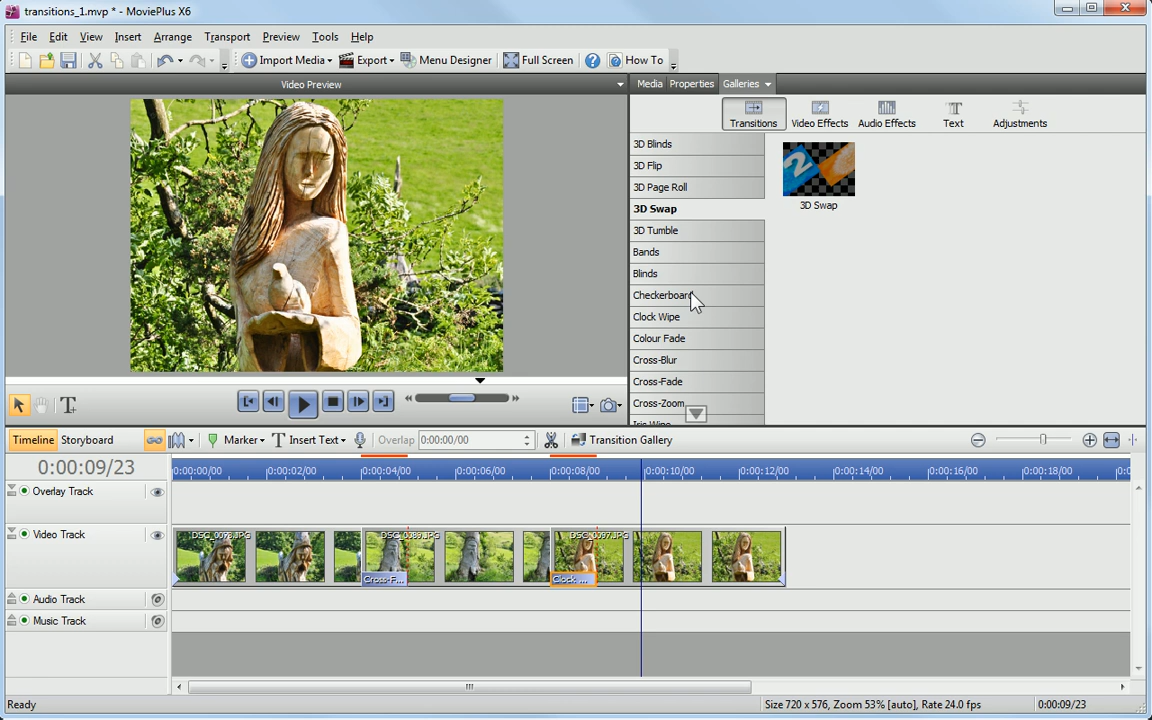 transitions_1.mvp * - MoviePlus X6
File Edit View Insert Arrange Transport Preview Tools Help
Import Media Export Menu Designer Full Screen How To
Video Preview
Media Properties Galleries
Transitions Video Effects Audio Effects Text Adjustments
3D Blinds
3D Flip
3D Page Roll
3D Swap
3D Tumble
Bands
Blinds
Checkerboard
Clock Wipe
Colour Fade
Cross-Blur
Cross-Fade
Cross-Zoom
Iris Wipe
3D Swap
Timeline Storyboard Marker Insert Text Overlap 0:00:00/00 Transition Gallery
0:00:09/23
0:00:00/00 0:00:02/00 0:00:04/00 0:00:06/00 0:00:08/00 0:00:10/00 0:00:12/00 0:00:14/00 0:00:16/00 0:00:18/00
Overlay Track
Video Track
DSC_0389.JPG DSC_0397.JPG
Cross-F... Clock ...
Audio Track
Music Track
Ready Size 720 x 576, Zoom 53% [auto], Rate 24.0 fps 0:00:09/23